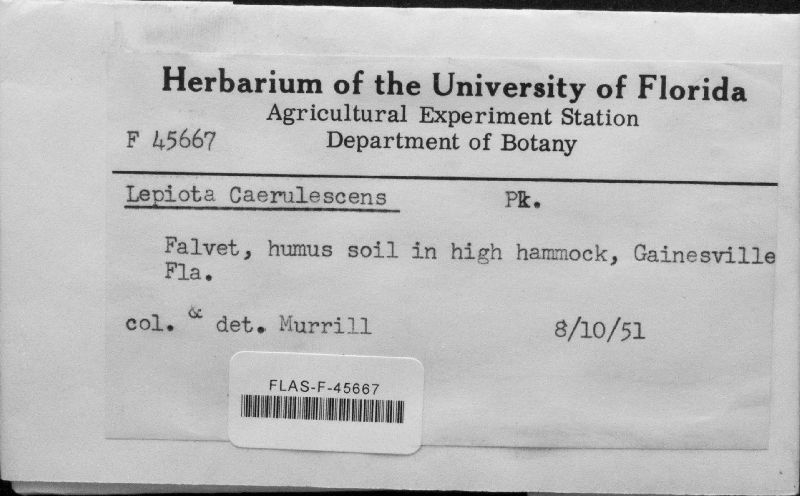 Herbarium of the University of Florida
Agricultural Experiment Station
F 45667 Department of Botany
Lepiota Caerulescens Pk.
Falvet, humus soil in high hammock, Gainesville
Fla.
col. & det. Murrill 8/10/51
FLAS-F-45667